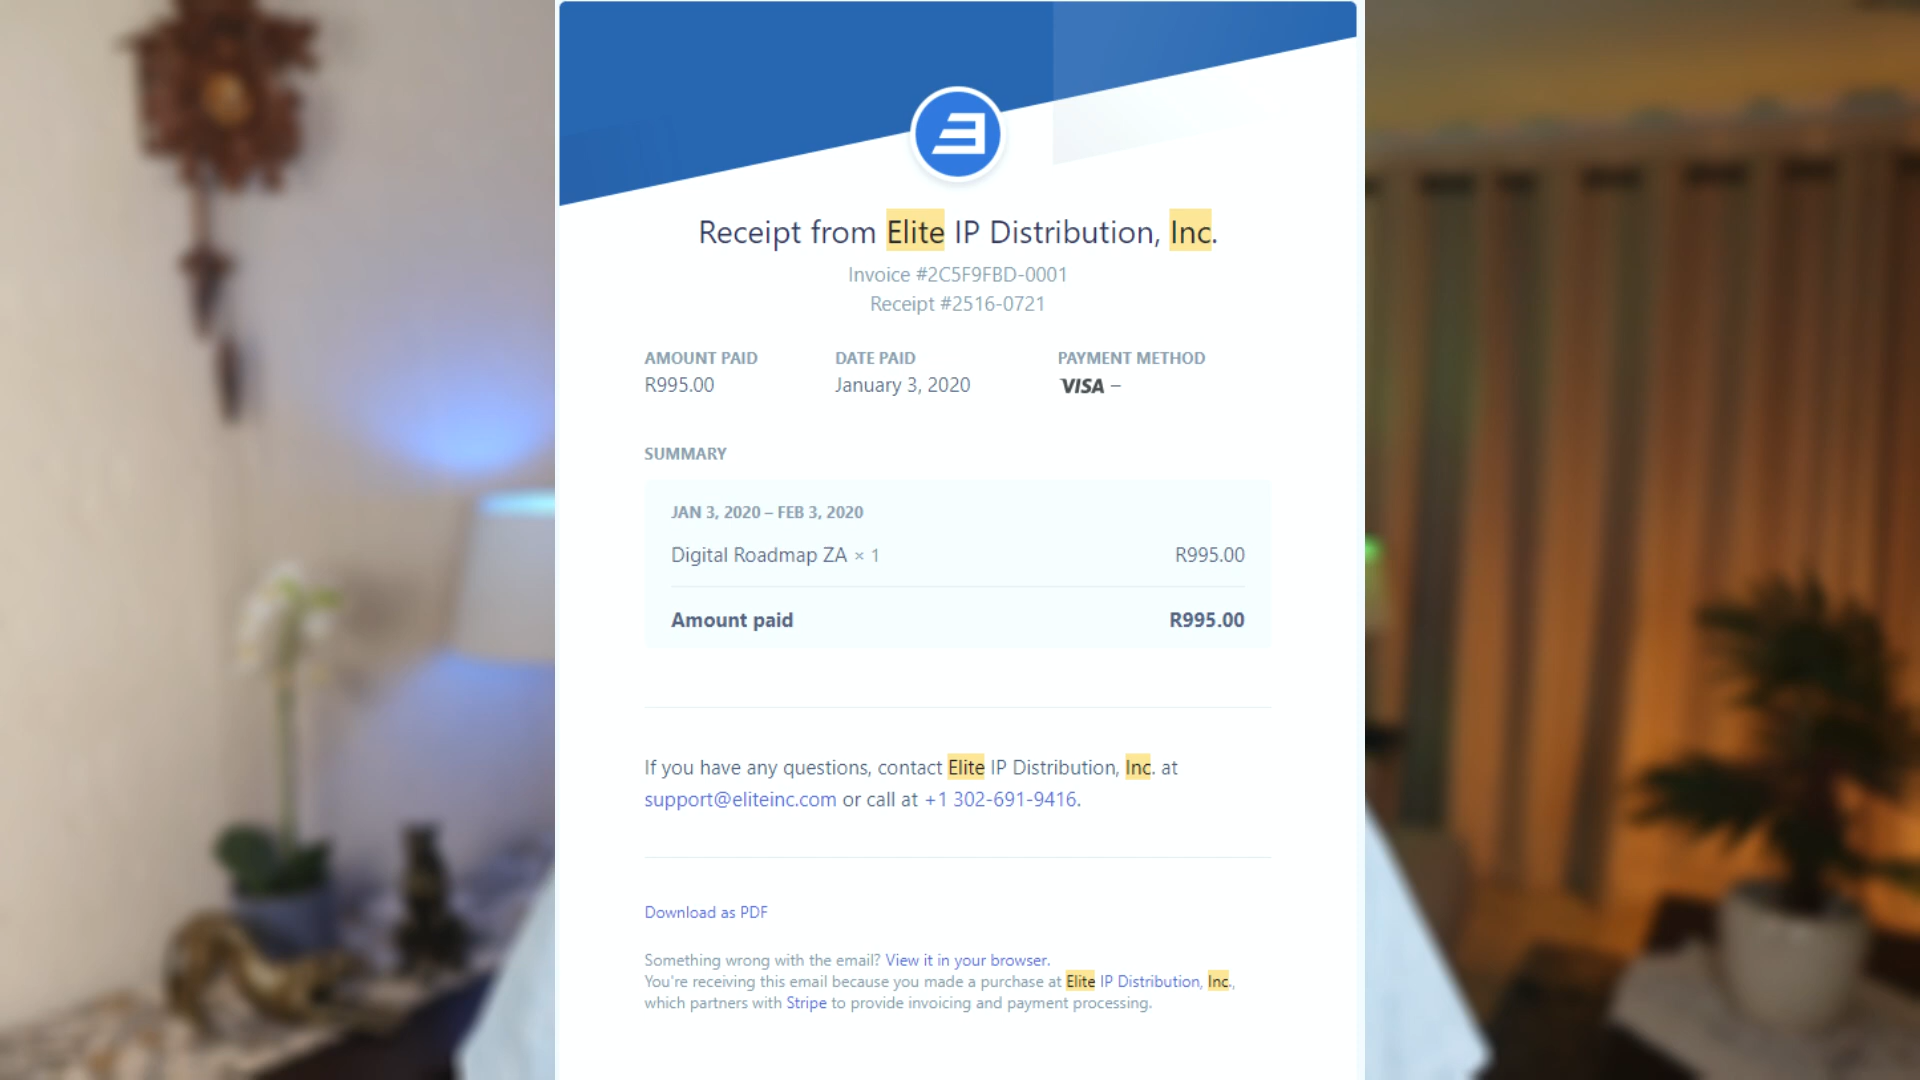 Receipt from Elite IP Distribution, Inc.
Invoice #2C5F9FBD-0001
Receipt #2516-0721
AMOUNT PAID DATE PAID PAYMENT METHOD
R995.00 January 3, 2020 VISA –
SUMMARY
JAN 3, 2020 – FEB 3, 2020
Digital Roadmap ZA × 1 R995.00
Amount paid R995.00
If you have any questions, contact Elite IP Distribution, Inc. at
support@eliteinc.com or call at +1 302-691-9416.
Download as PDF
Something wrong with the email? View it in your browser.
You're receiving this email because you made a purchase at Elite IP Distribution, Inc.,
which partners with Stripe to provide invoicing and payment processing.